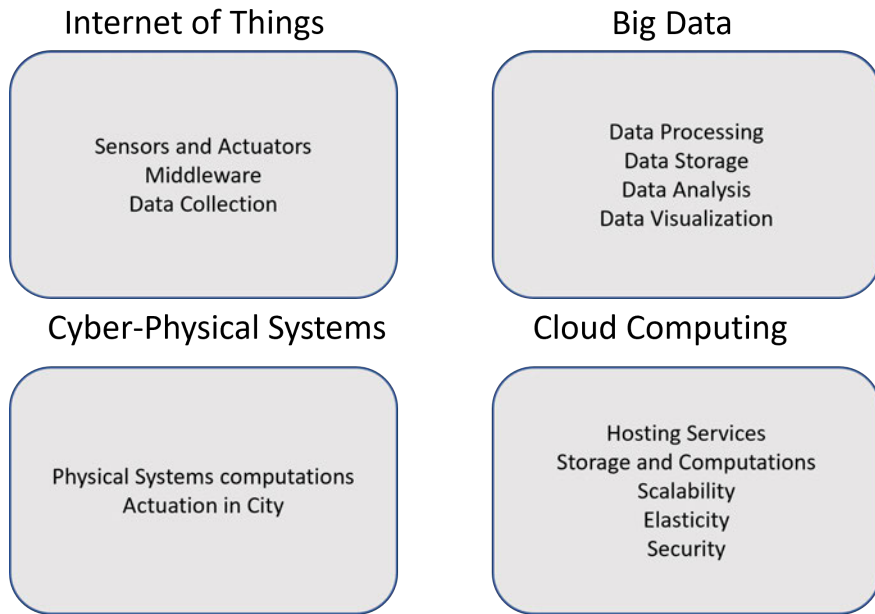 Internet of Things
Sensors and Actuators
Middleware
Data Collection
Big Data
Data Processing
Data Storage
Data Analysis
Data Visualization
Cyber-Physical Systems
Physical Systems computations
Actuation in City
Cloud Computing
Hosting Services
Storage and Computations
Scalability
Elasticity
Security